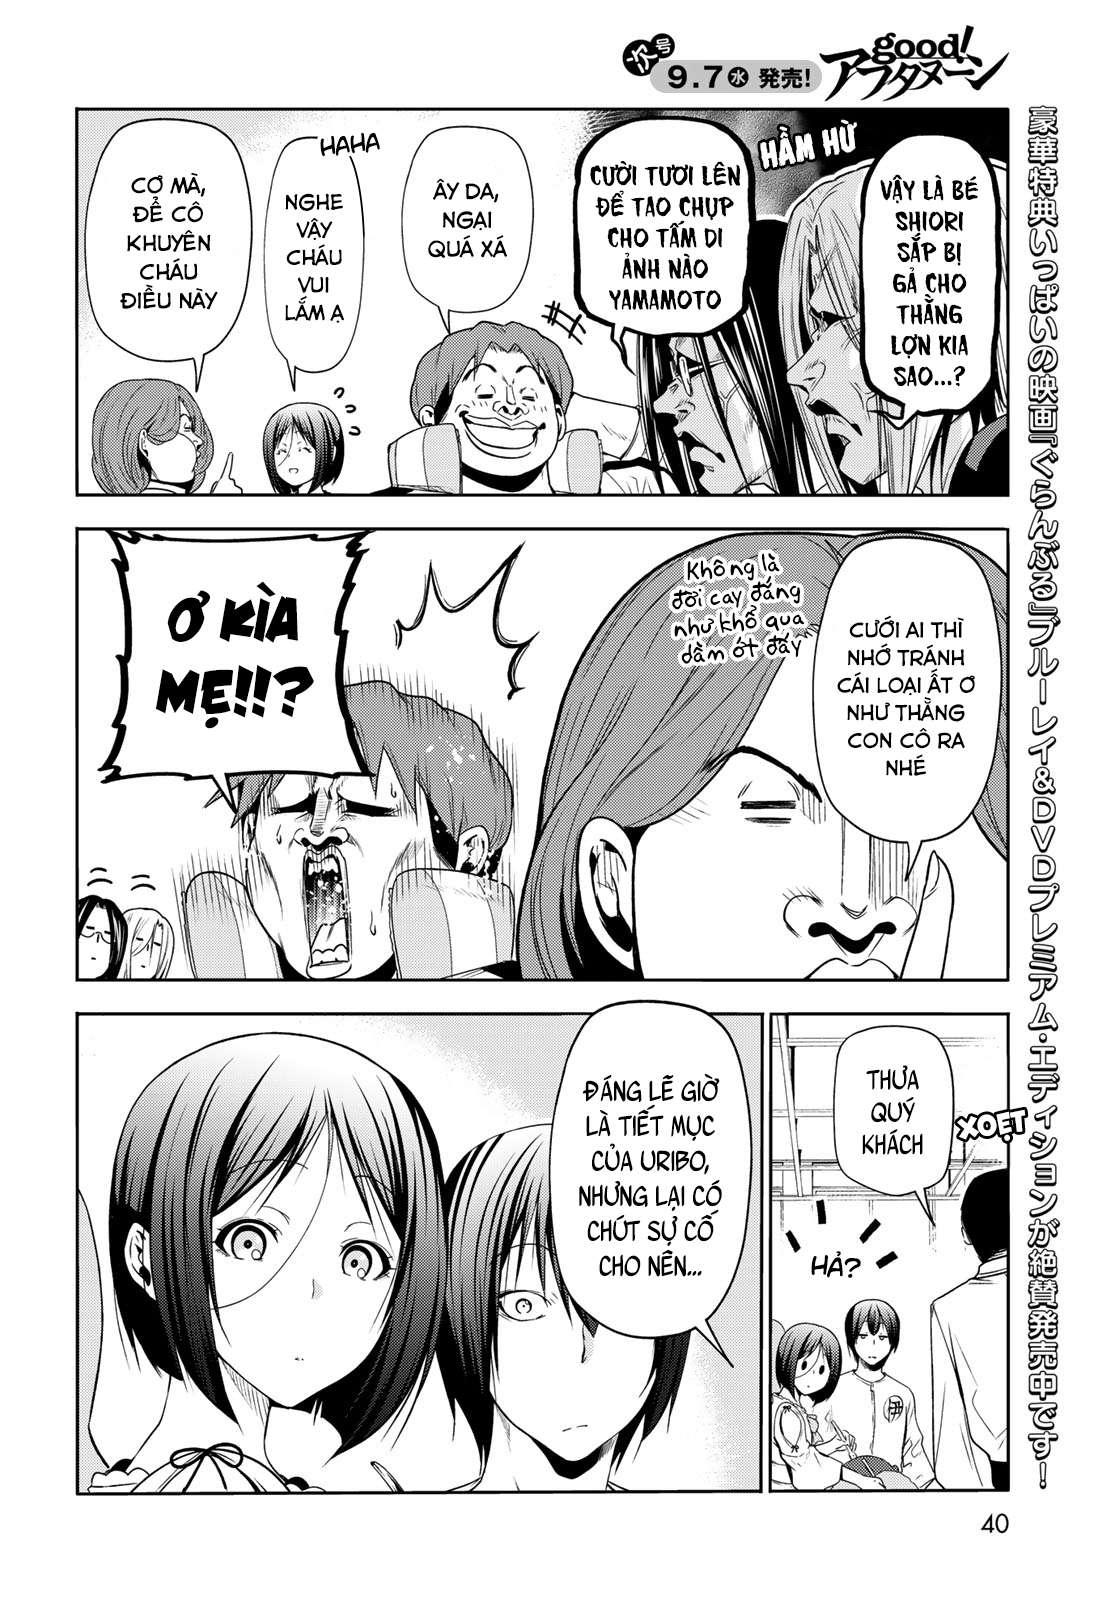 次号
9.7(水)発売!
good!
アフタヌーン
豪華特典いっぱいの映画『ぐらんぶる』ブルーレイ&DVDプレミアム・エディションが絶賛発売中です!
VẬY LÀ BÉ
SHIORI
SẮP BỊ
GẢ CHO
THẰNG
LỢN KIA
SAO...?
HẰM HỪ
CƯỜI TƯƠI LÊN
ĐỂ TAO CHỤP
CHO TẤM DI
ẢNH NÀO
YAMAMOTO
ÂY DA,
NGẠI
QUÁ XÁ
HAHA
NGHE
VẬY
CHÁU
VUI
LẮM Ạ
CƠ MÀ,
ĐỂ CÔ
KHUYÊN
CHÁU
ĐIỀU NÀY
CƯỚI AI THÌ
NHỚ TRÁNH
CÁI LOẠI ẤT Ơ
NHƯ THẰNG
CON CÔ RA
NHÉ
Không là
đời cay đắng
như khổ qua
dầm ớt đấy
Ơ KÌA
MẸ!!!?
THƯA
QUÝ
KHÁCH
XOẸT
HẢ?
ĐÁNG LẼ GIỜ
LÀ TIẾT MỤC
CỦA URIBO,
NHƯNG LẠI CÓ
CHÚT SỰ CỐ
CHO NÊN...
40